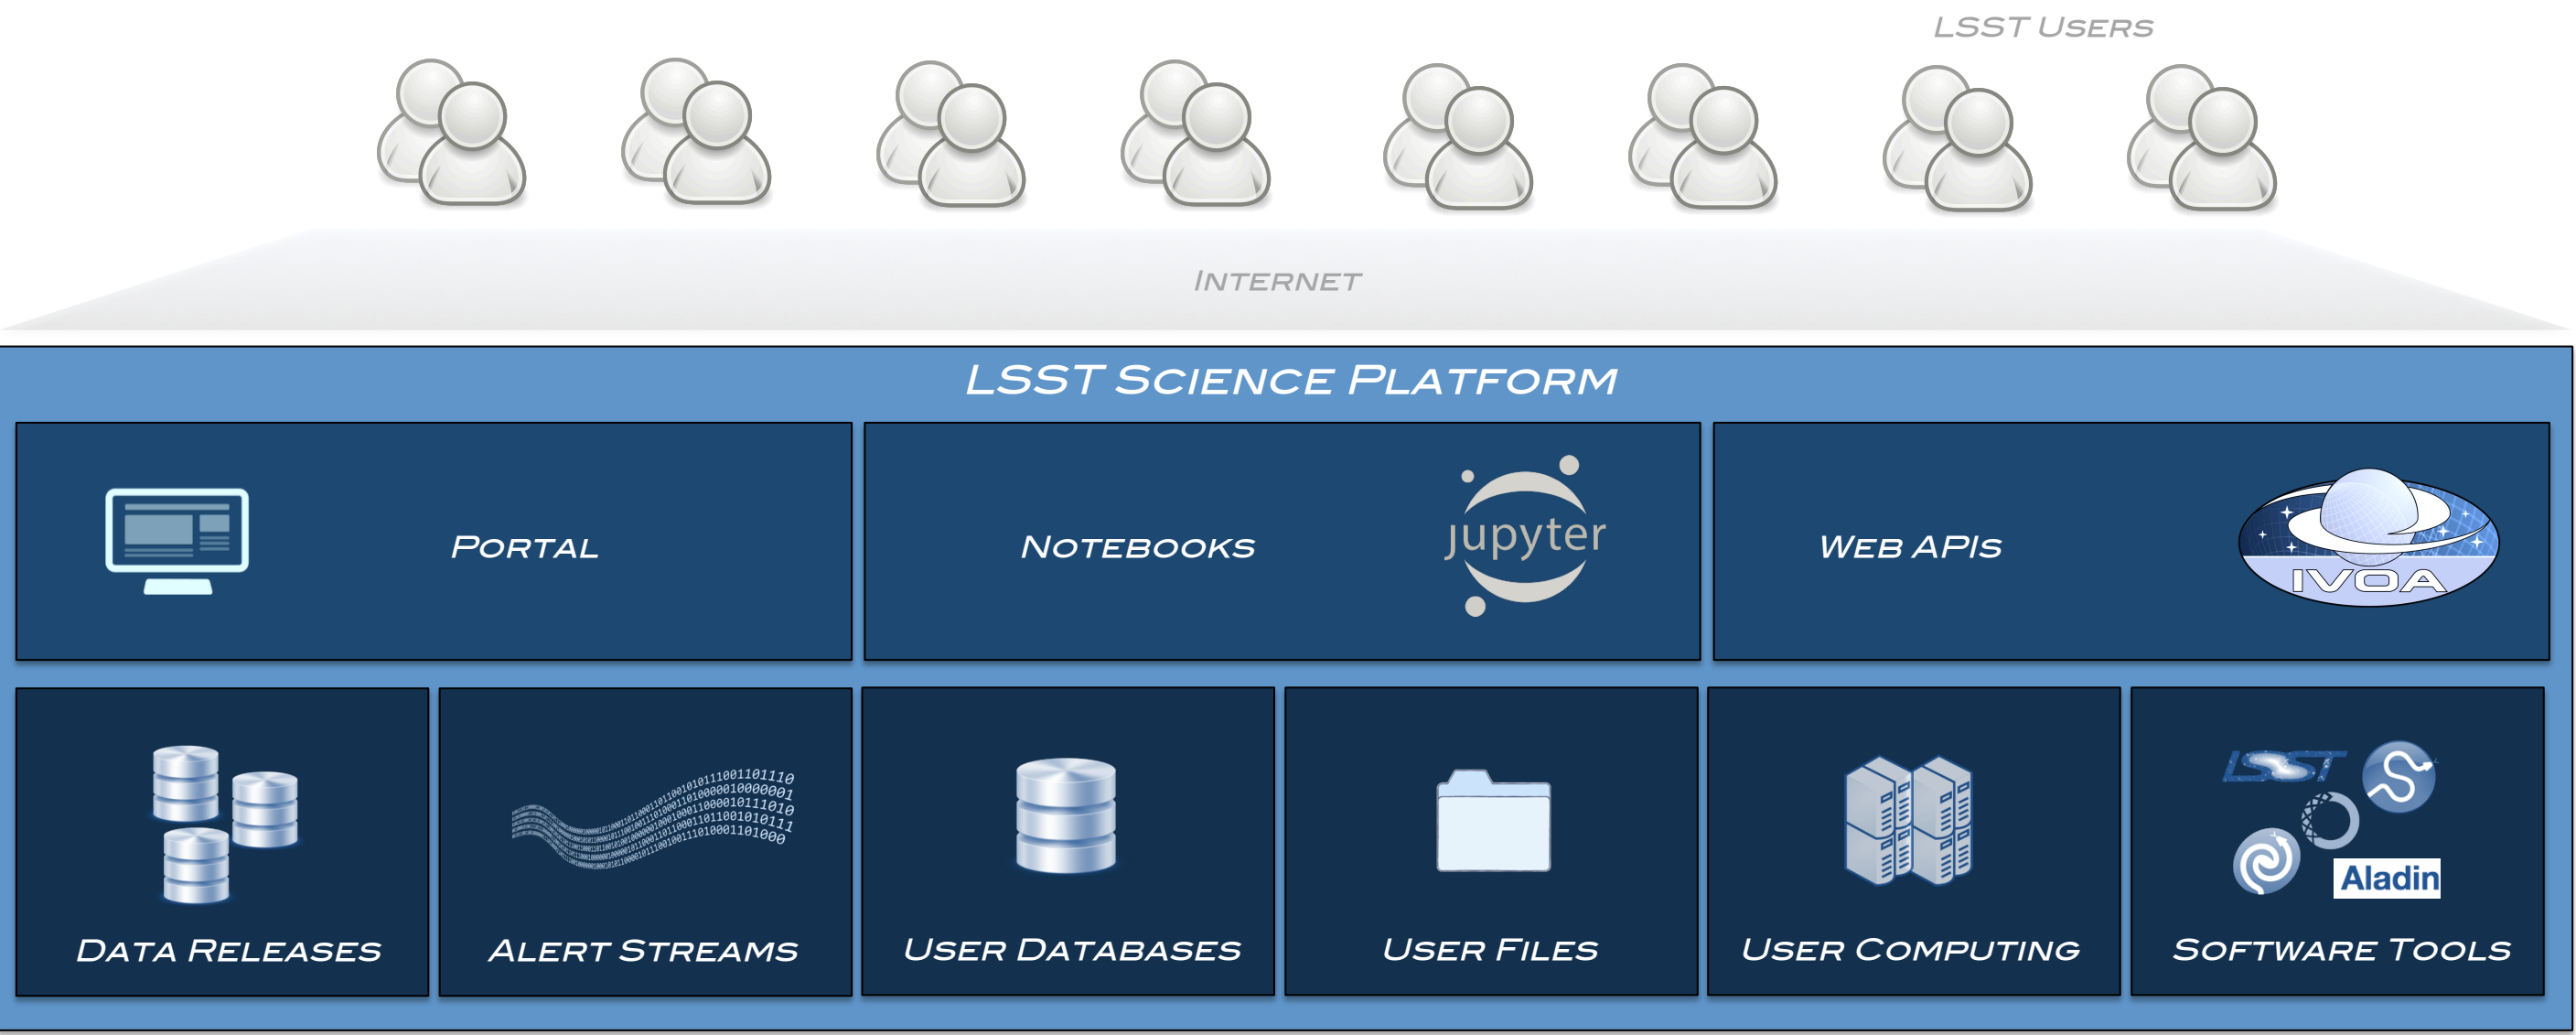 LSST Users
Internet
LSST Science Platform
Portal
Notebooks
jupyter
Web APIs
IVOA
LSST
Aladin
Data Releases
Alert Streams
User Databases
User Files
User Computing
Software Tools